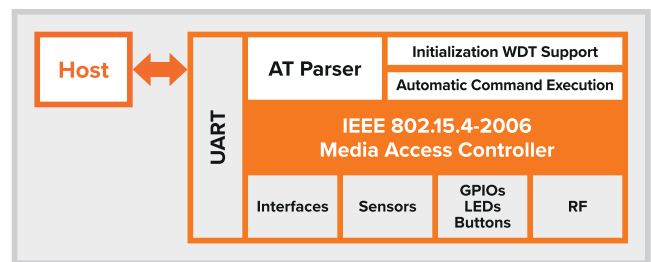 Host
UART
AT Parser
Initialization WDT Support
Automatic Command Execution
IEEE 802.15.4-2006
Media Access Controller
Interfaces
Sensors
GPIOs
LEDs
Buttons
RF